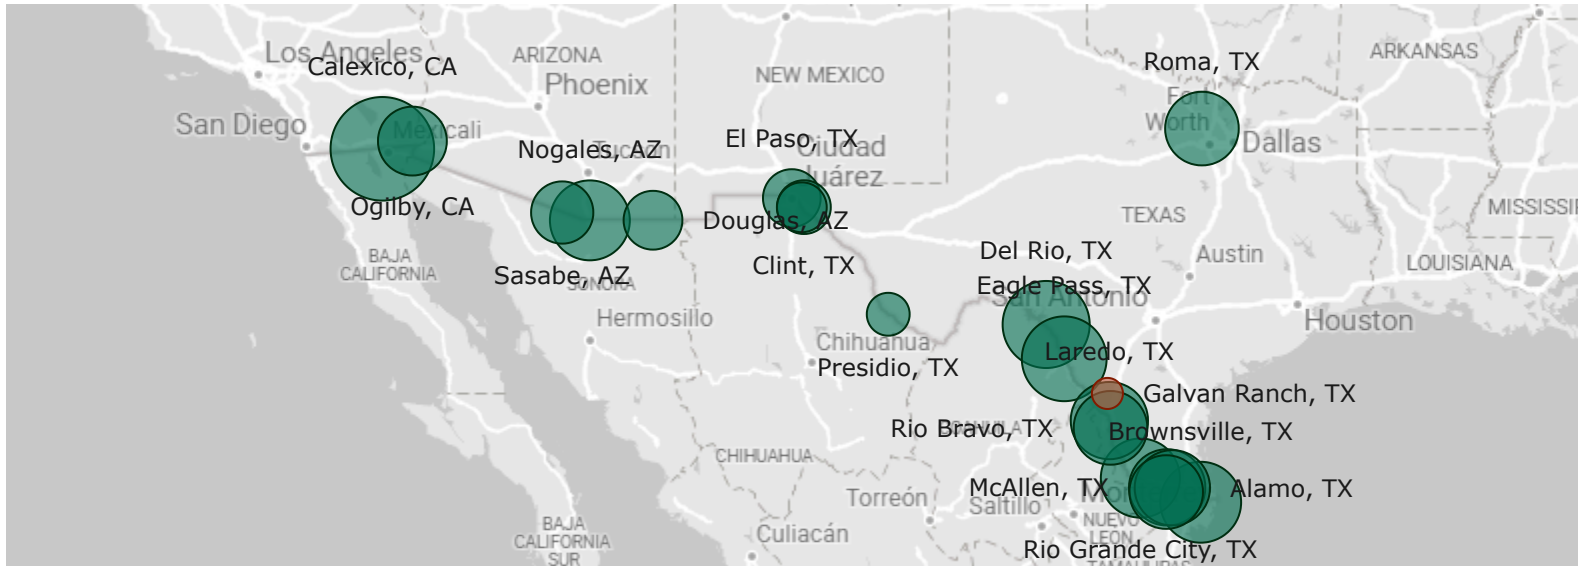 Los Angeles
Calexico, CA
ARIZONA
Phoenix
NEW MEXICO
Roma, TX
ARKANSAS
Fort
Worth
Dallas
San Diego
Mexicali
Nogales, AZ
Tucson
El Paso, TX
Ciudad
Juárez
Ogilby, CA
Douglas, AZ
TEXAS
MISSISSIP
BAJA
CALIFORNIA
Sasabe, AZ
SONORA
Clint, TX
Del Rio, TX
Austin
LOUISIANA
Eagle Pass, TX
San Antonio
Hermosillo
Houston
Chihuahua
Presidio, TX
Laredo, TX
Galvan Ranch, TX
Rio Bravo, TX
COAHUILA
Brownsville, TX
CHIHUAHUA
McAllen, TX
Alamo, TX
Torreón
Saltillo
BAJA
CALIFORNIA
SUR
Culiacán
NUEVO
LEON
Rio Grande City, TX
TAMAULIPAS